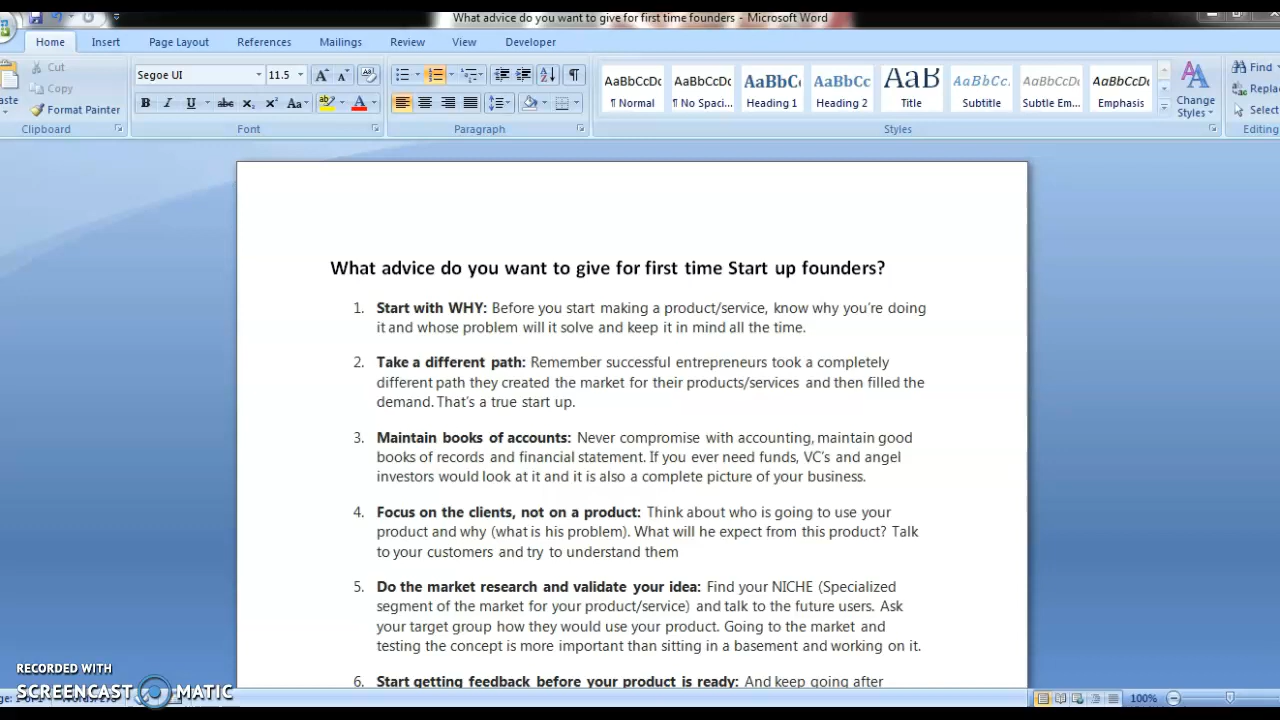 What advice do you want to give for first time founders - Microsoft Word
Home Insert Page Layout References Mailings Review View Developer
Cut
Copy
Format Painter
Clipboard
Segoe UI 11.5
Font
Paragraph
AaBbCcDc AaBbCcDc AaBbC AaBbCc AaB AaBbCc. AaBbCcDc AaBbCcDc
¶ Normal ¶ No Spaci... Heading 1 Heading 2 Title Subtitle Subtle Em... Emphasis
Change
Styles
Styles
Find
Replac
Select
Editing
What advice do you want to give for first time Start up founders?
1. Start with WHY: Before you start making a product/service, know why you're doing
it and whose problem will it solve and keep it in mind all the time.
2. Take a different path: Remember successful entrepreneurs took a completely
different path they created the market for their products/services and then filled the
demand. That's a true start up.
3. Maintain books of accounts: Never compromise with accounting, maintain good
books of records and financial statement. If you ever need funds, VC's and angel
investors would look at it and it is also a complete picture of your business.
4. Focus on the clients, not on a product: Think about who is going to use your
product and why (what is his problem). What will he expect from this product? Talk
to your customers and try to understand them
5. Do the market research and validate your idea: Find your NICHE (Specialized
segment of the market for your product/service) and talk to the future users. Ask
your target group how they would use your product. Going to the market and
testing the concept is more important than sitting in a basement and working on it.
6. Start getting feedback before your product is ready: And keep going after
RECORDED WITH
SCREENCAST MATIC
100%